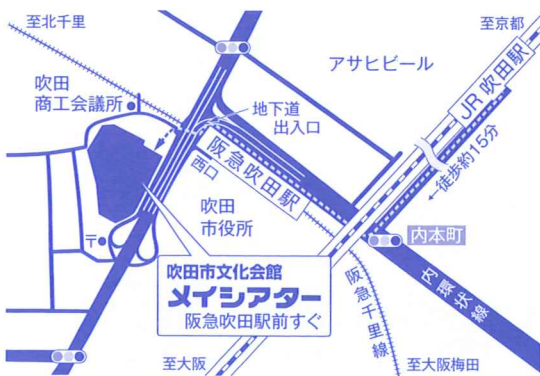 至北千里
至京都
アサヒビール
JR 吹田駅
吹田
商工会議所
地下道
出入口
阪急吹田駅
西口
徒歩約15分
吹田
市役所
内本町
〒
吹田市文化会館
メイシアター
阪急吹田駅前すぐ
阪急千里線
内環状線
至大阪
至大阪梅田